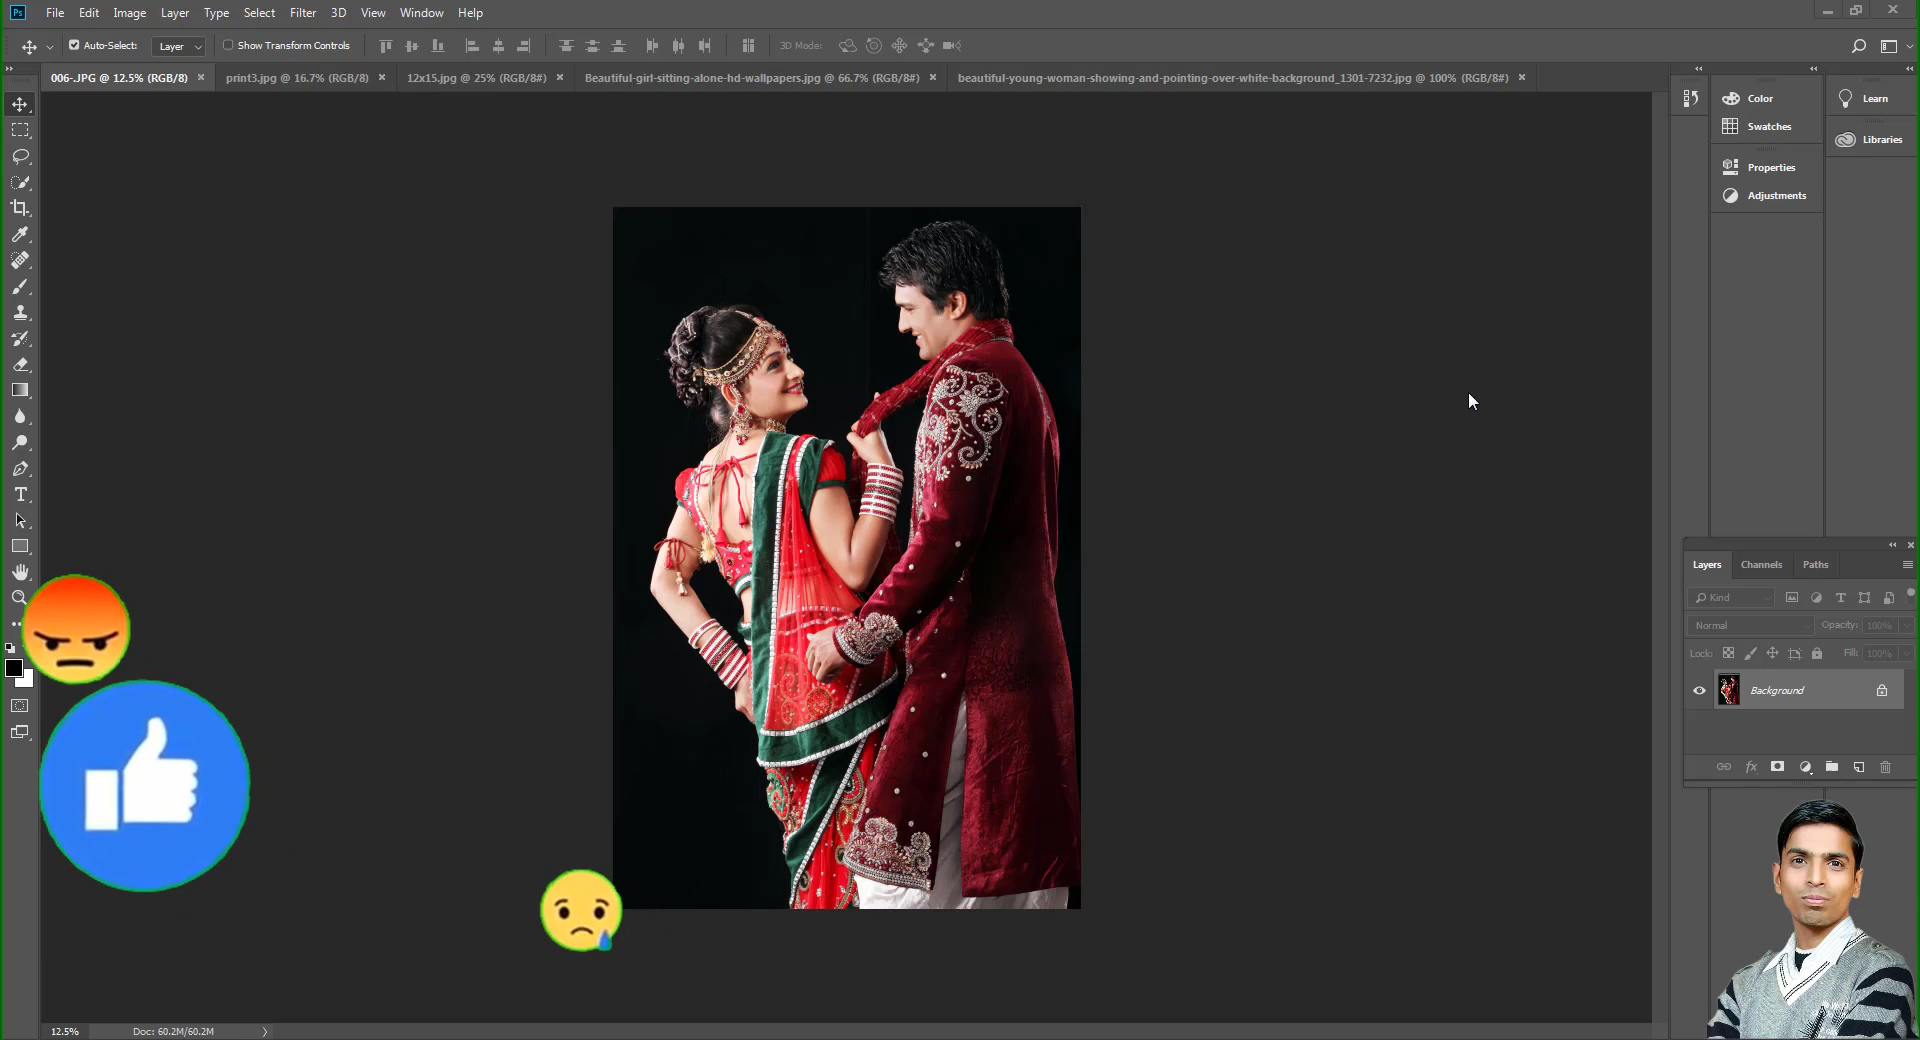 Ps File Edit Image Layer Type Select Filter 3D View Window Help
Auto-Select: Layer Show Transform Controls 3D Mode:
006-.JPG @ 12.5% (RGB/8) print3.jpg @ 16.7% (RGB/8) 12x15.jpg @ 25% (RGB/8#) Beautiful-girl-sitting-alone-hd-wallpapers.jpg @ 66.7% (RGB/8#) beautiful-young-woman-showing-and-pointing-over-white-background_1301-7232.jpg @ 100% (RGB/8#)
Color
Swatches
Properties
Adjustments
Learn
Libraries
Layers Channels Paths
Kind
Normal Opacity: 100%
Lock: Fill: 100%
Background
fx
12.5% Doc: 60.2M/60.2M